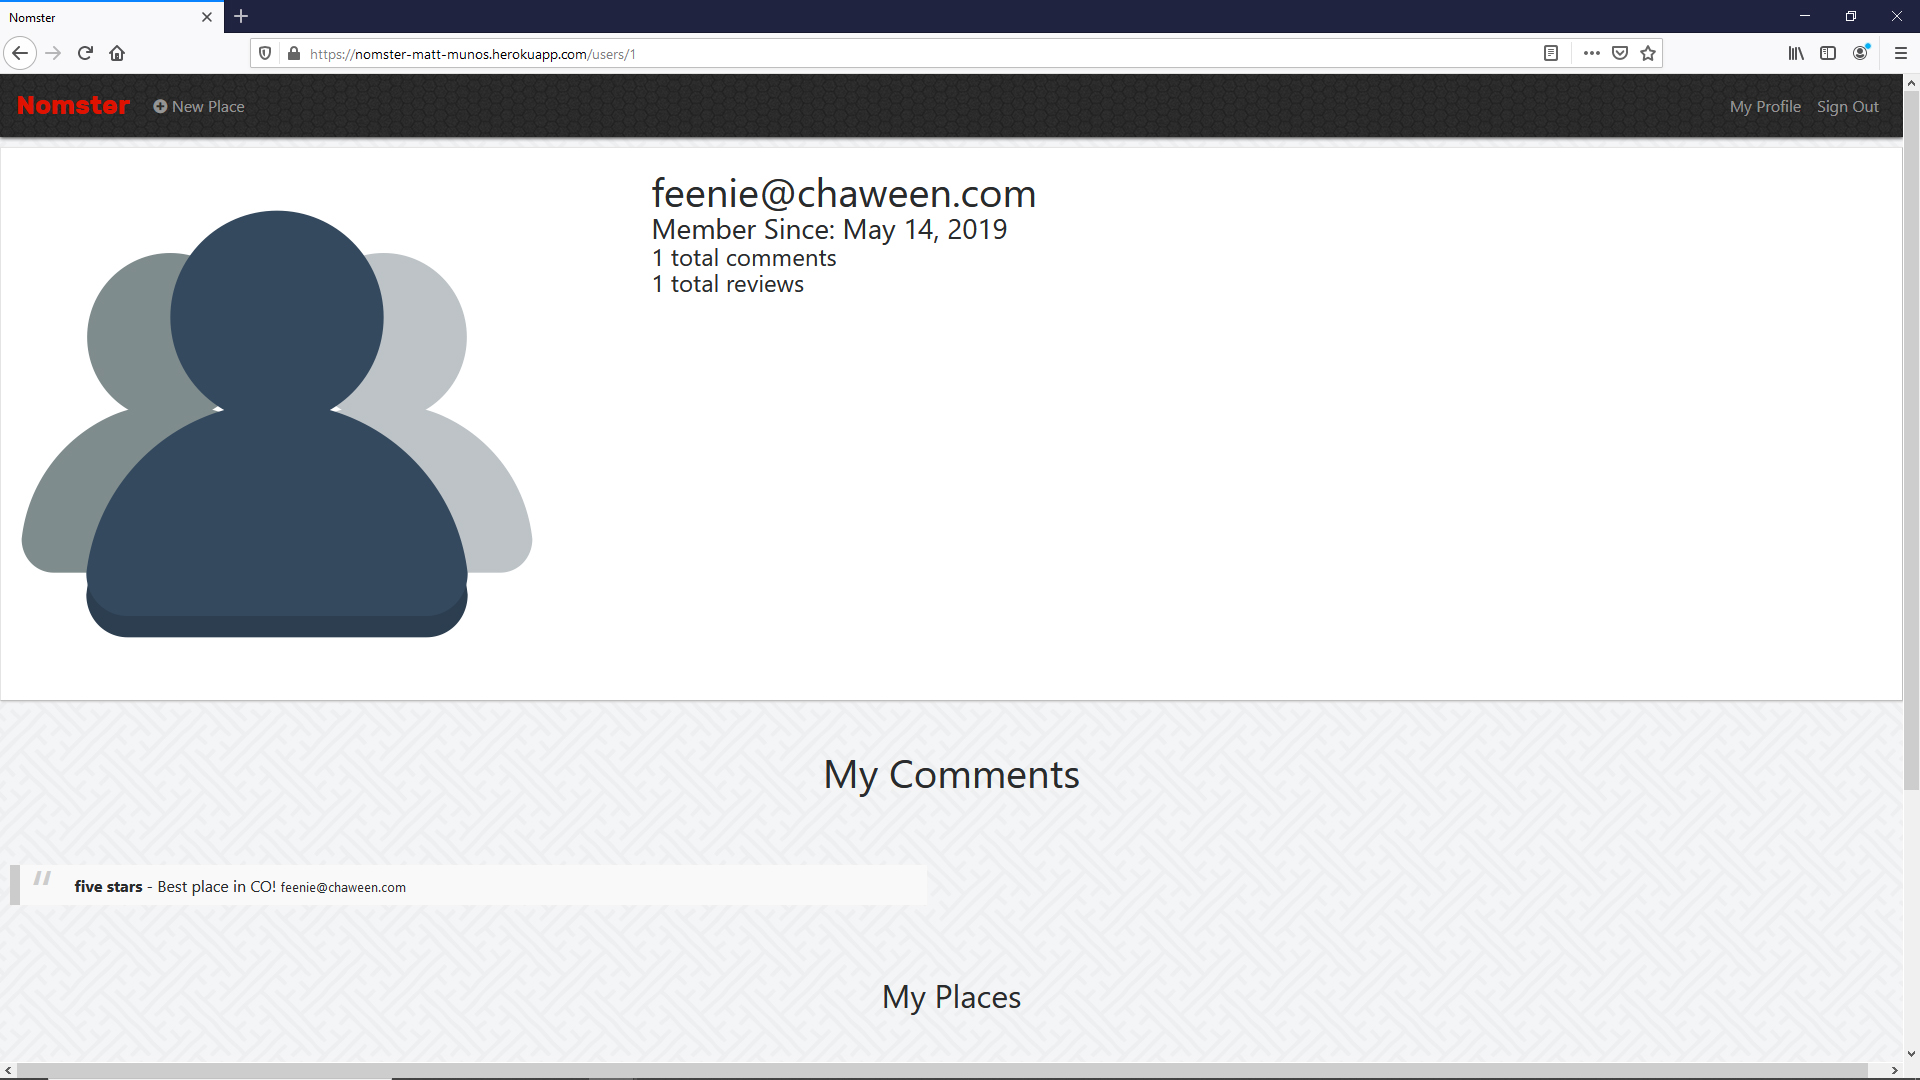 Nomster
https://nomster-matt-munos.herokuapp.com/users/1
Nomster New Place My Profile Sign Out
feenie@chaween.com
Member Since: May 14, 2019
1 total comments
1 total reviews
My Comments
five stars - Best place in CO! feenie@chaween.com
My Places